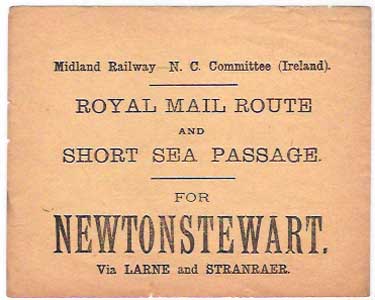 Midland Railway—N. C. Committee (Ireland).
ROYAL MAIL ROUTE
AND
SHORT SEA PASSAGE.
FOR
NEWTONSTEWART.
Via LARNE and STRANRAER.